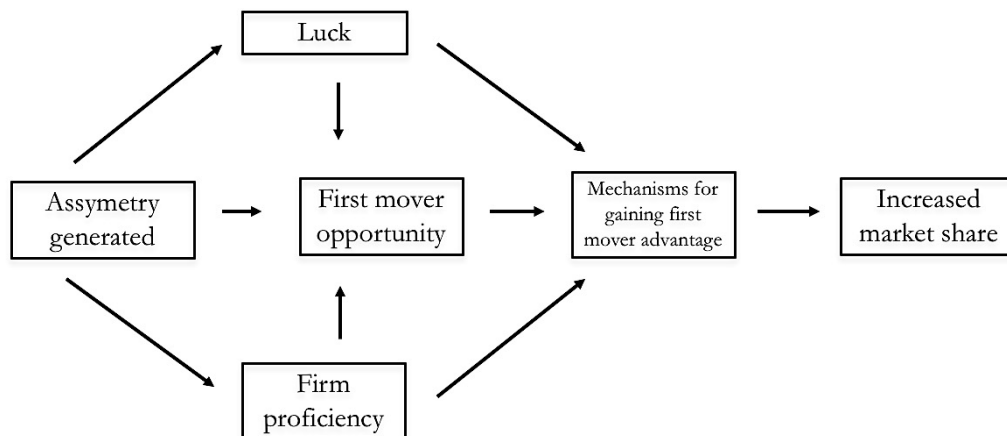 Luck
Assymetry
generated
First mover
opportunity
Mechanisms for
gaining first
mover advantage
Increased
market share
Firm
proficiency